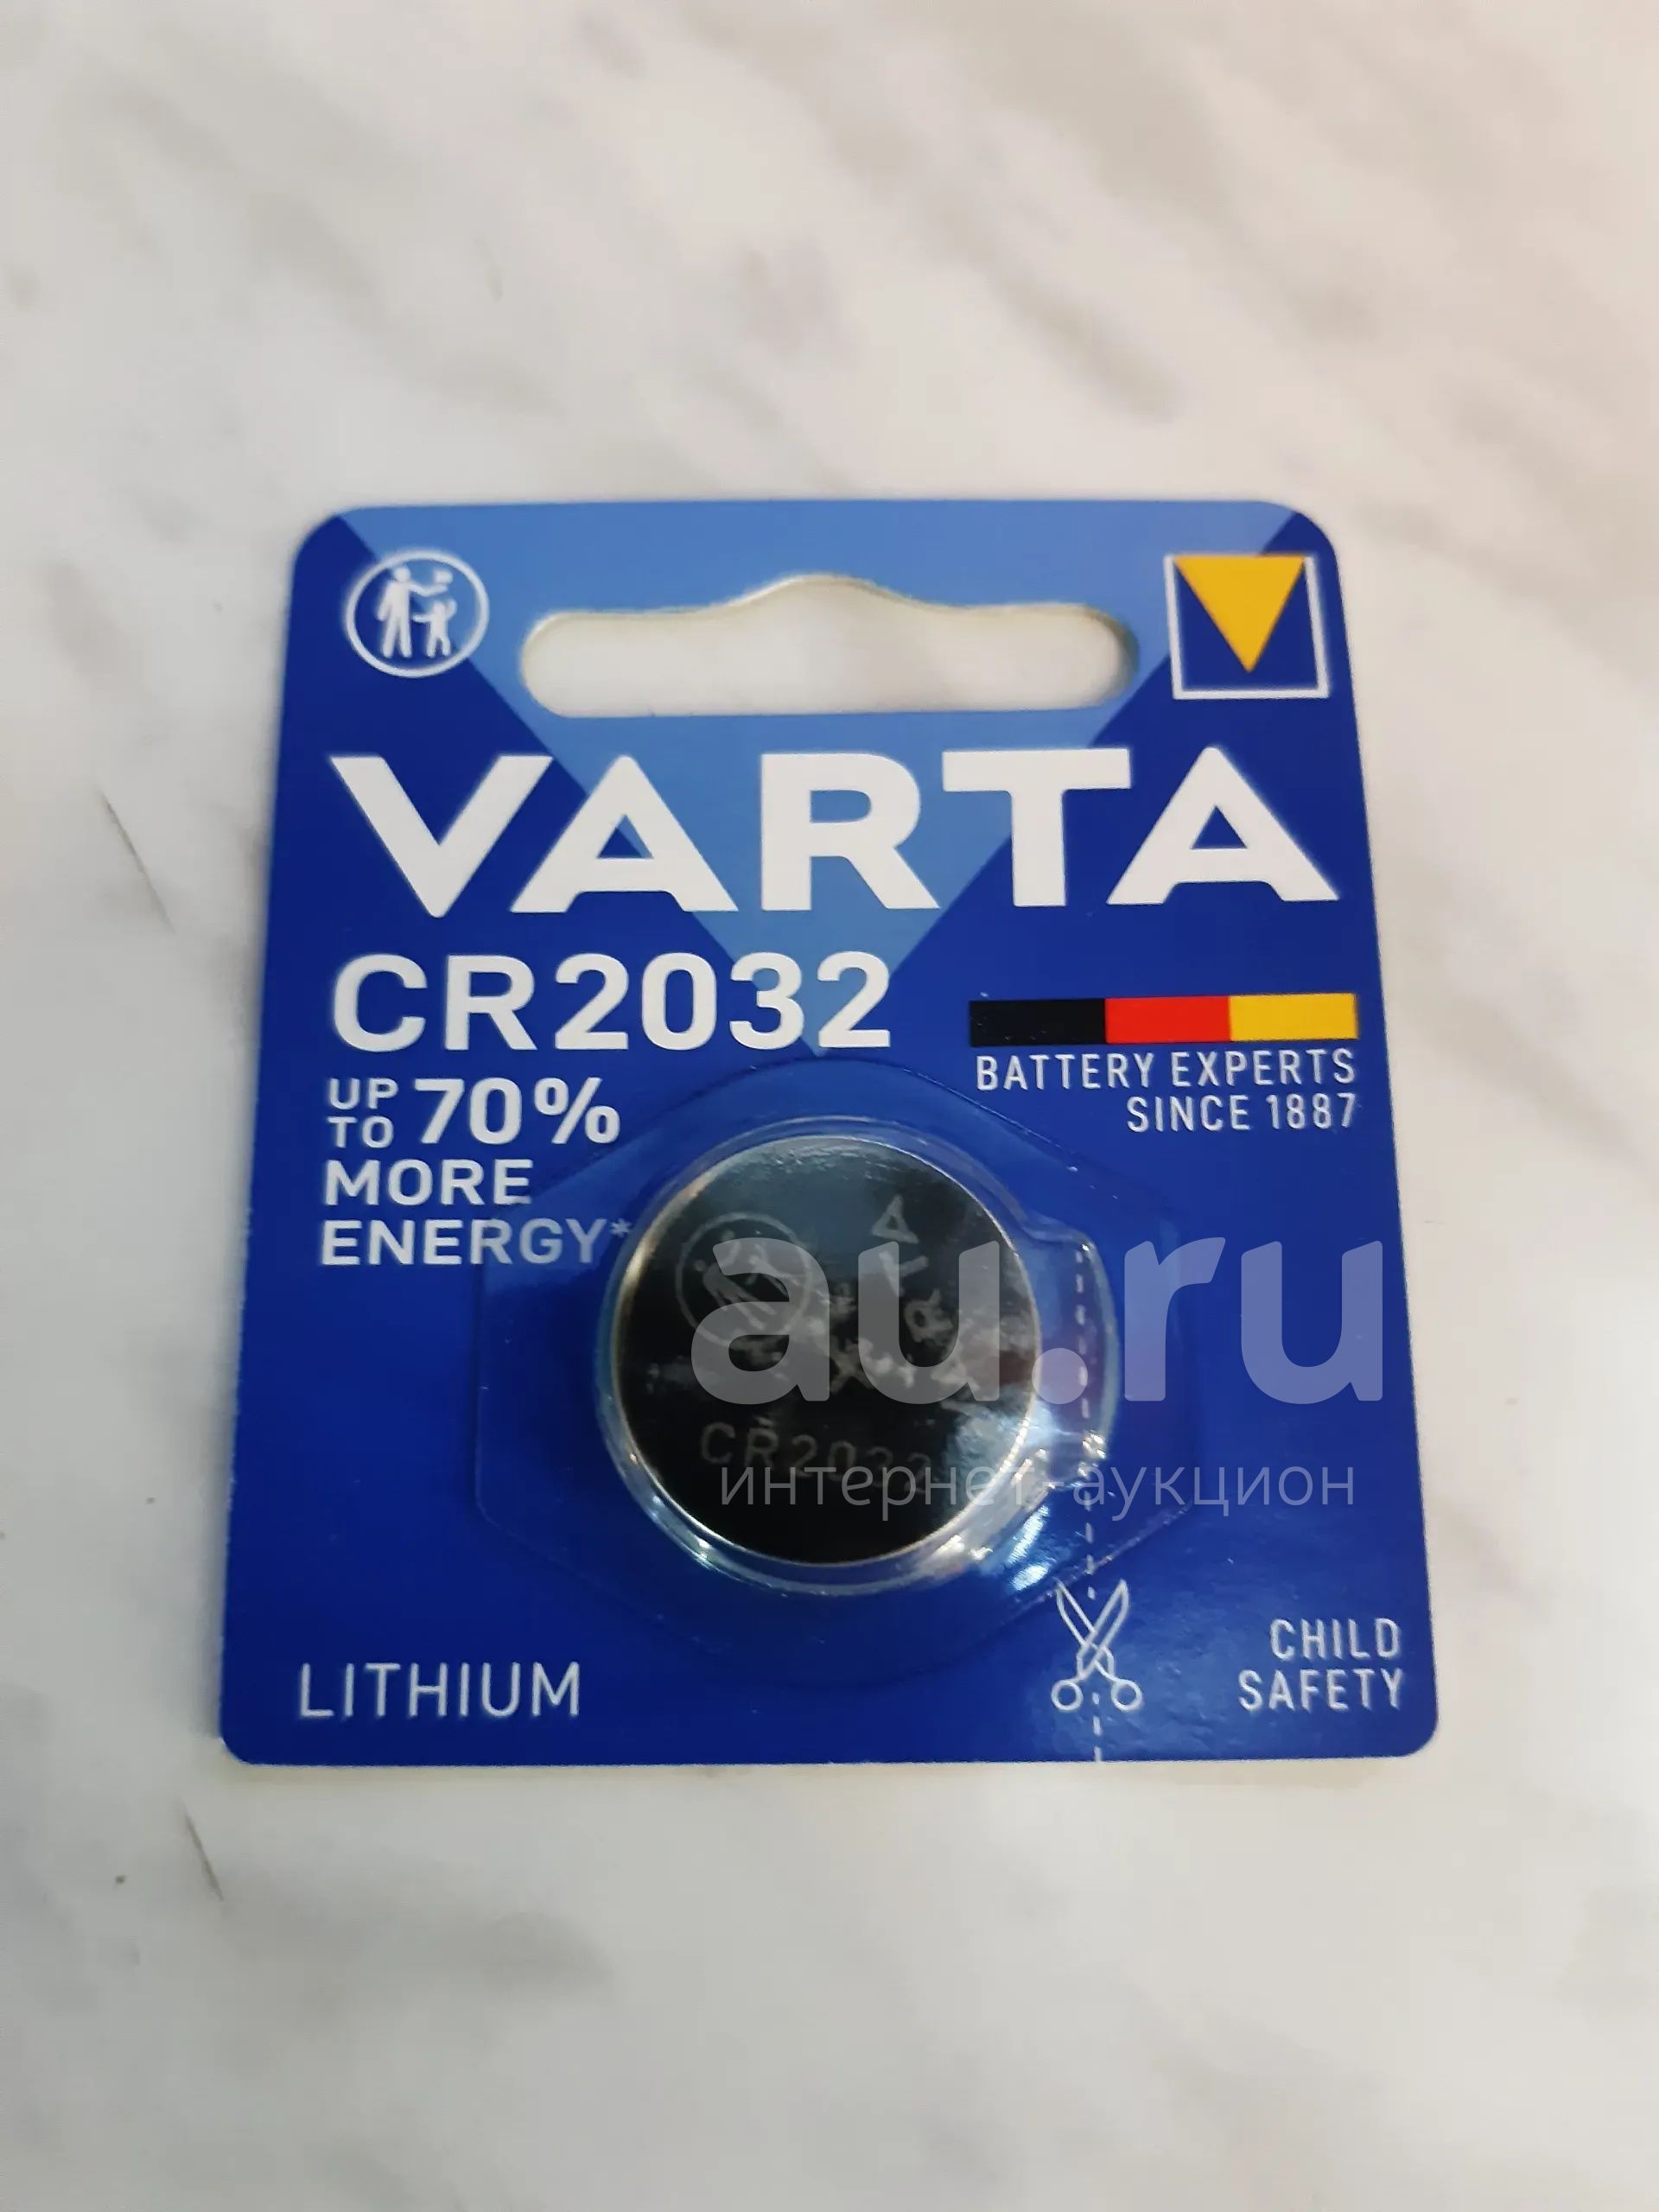 VARTA
CR2032
BATTERY EXPERTS
SINCE 1887
UP TO 70%
MORE
ENERGY*
VARTA
CR2032
au.ru
интернет-аукцион
LITHIUM
CHILD
SAFETY